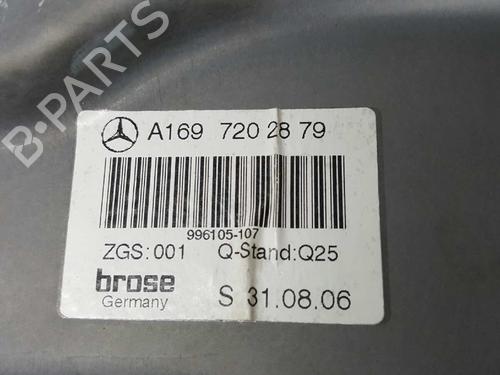 B-PARTS
A169 720 28 79
996105-107
ZGS:001 Q-Stand:Q25
brose
Germany S 31.08.06